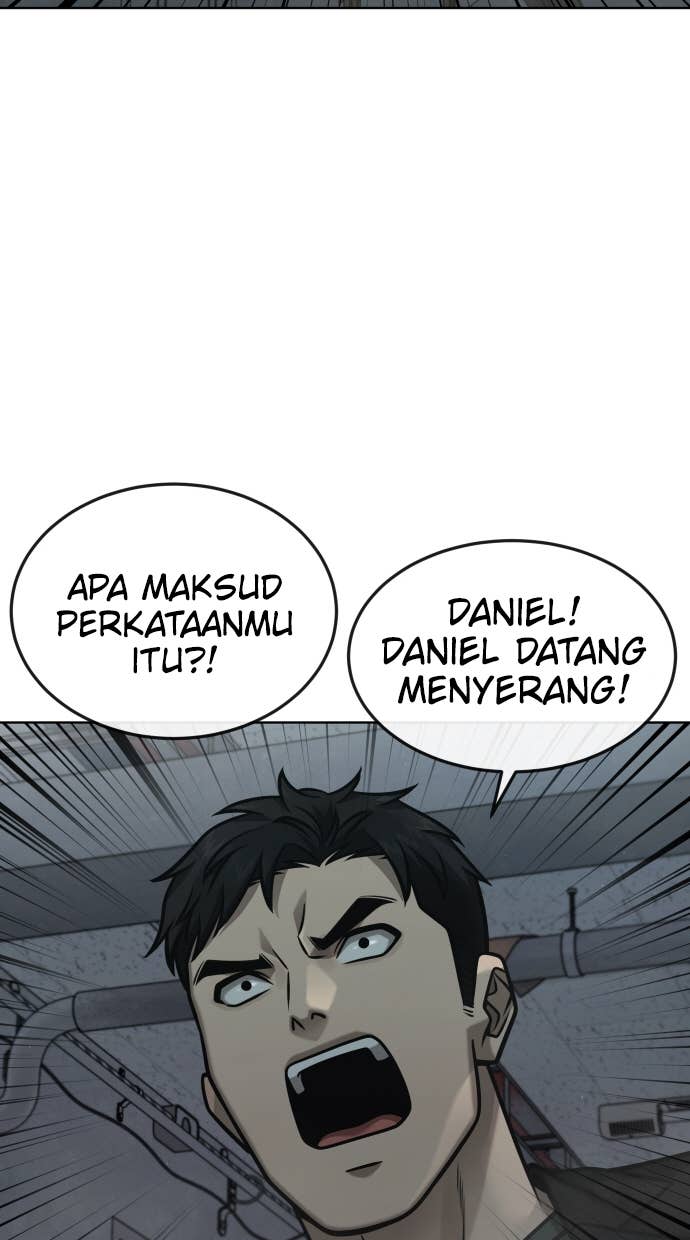 APA MAKSUD
PERKATAANMU
ITU?!
DANIEL!
DANIEL DATANG
MENYERANG!